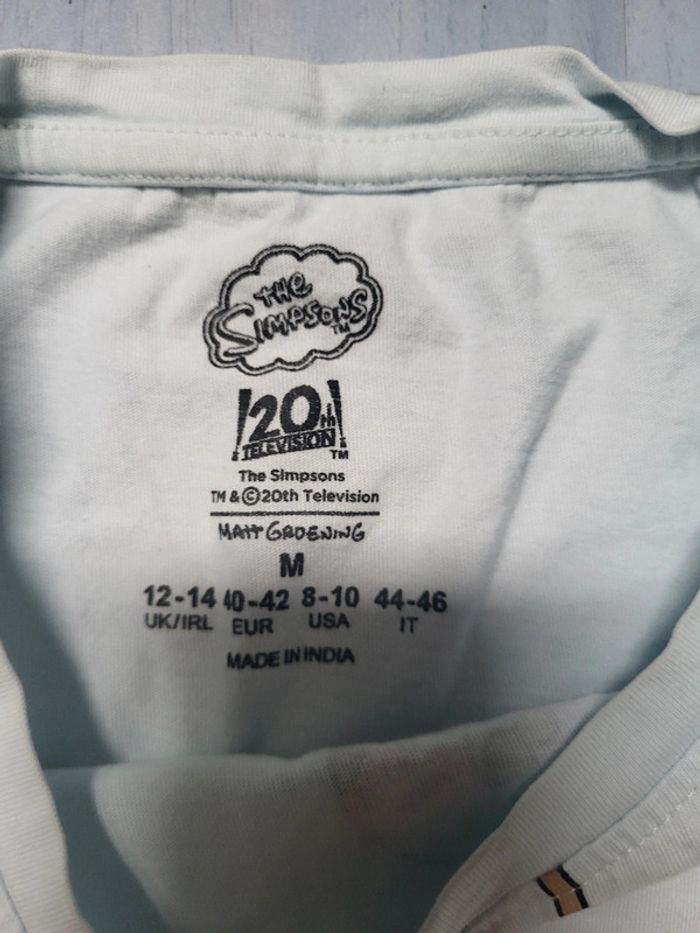 THE
SIMPSONS
TM
20th
TELEVISION
TM
The Simpsons
TM & ©20th Television
MATT GROENING
M
12-14 40-42 8-10 44-46
UK/IRL EUR USA IT
MADE IN INDIA